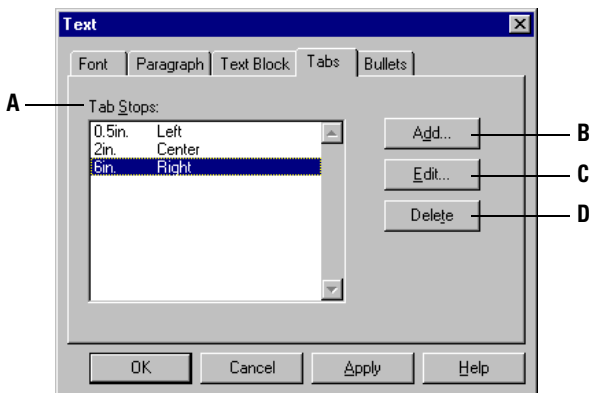 Text
Font Paragraph Text Block Tabs Bullets
A Tab Stops:
0.5in. Left
2in. Center
6in. Right
Add... B
Edit... C
Delete D
OK Cancel Apply Help